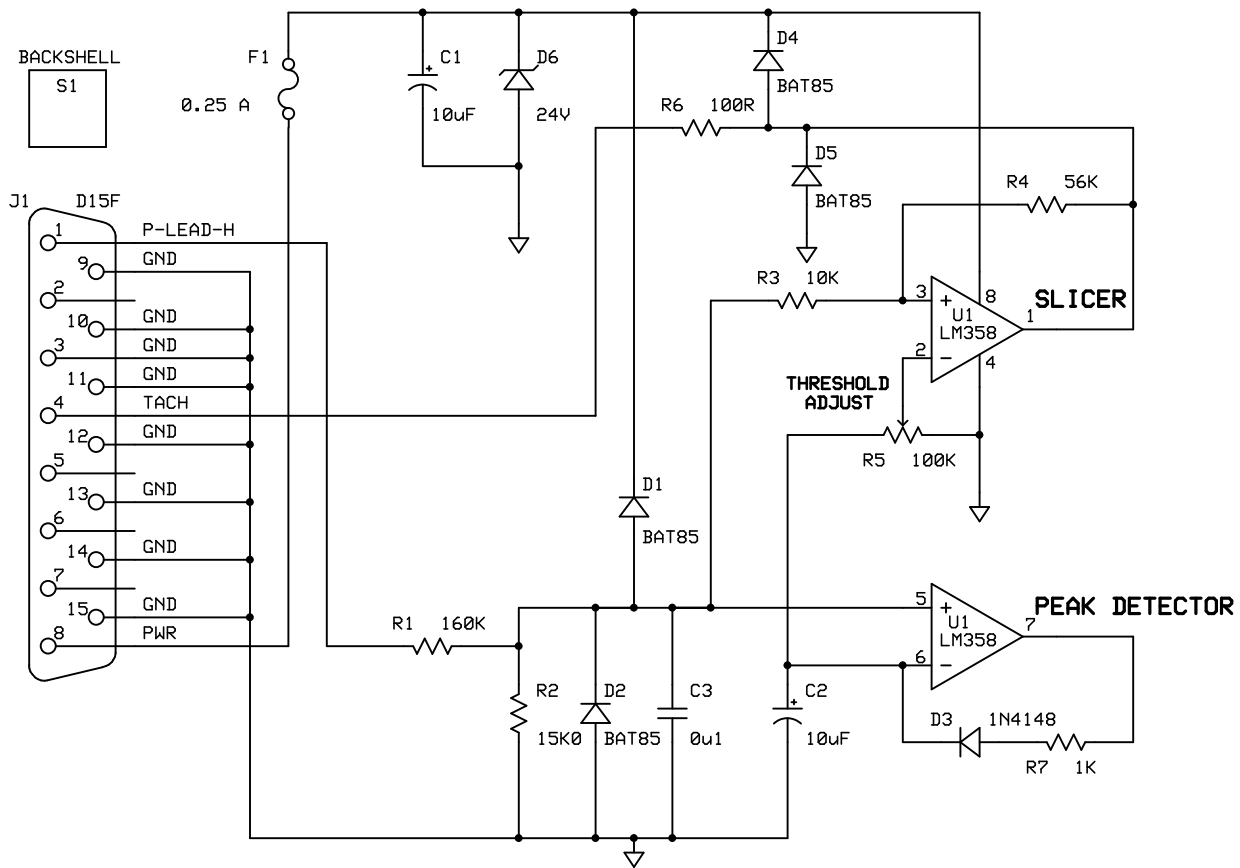 BACKSHELL
S1
F1
0.25 A
C1
10uF
D6
24V
D4
BAT85
R6 100R
D5
BAT85
R4 56K
J1 D15F
1 P-LEAD-H
9 GND
2
10 GND
3 GND
11 GND
4 TACH
12 GND
5
13 GND
6
14 GND
7
15 GND
8 PWR
R3 10K
3 + 8
U1
LM358
1
SLICER
2 - 4
THRESHOLD
ADJUST
R5 100K
D1
BAT85
R1 160K
R2
15K0
D2
BAT85
C3
0u1
C2
10uF
5 +
U1
LM358
7
PEAK DETECTOR
6 -
D3 1N4148
R7 1K